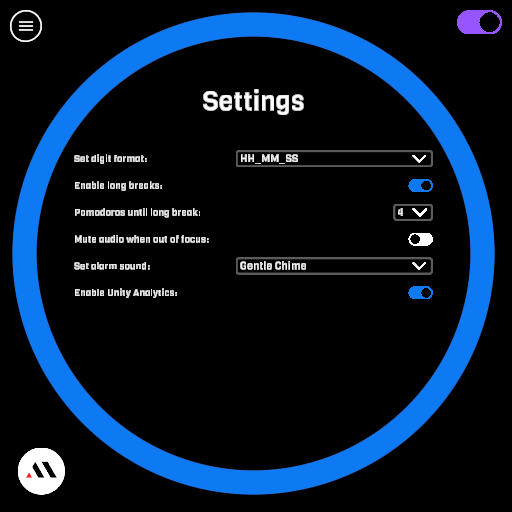 Settings
Set digit format: HH_MM_SS
Enable long breaks:
Pomodoros until long break: 4
Mute audio when out of focus:
Set alarm sound: Gentle Chime
Enable Unity Analytics: